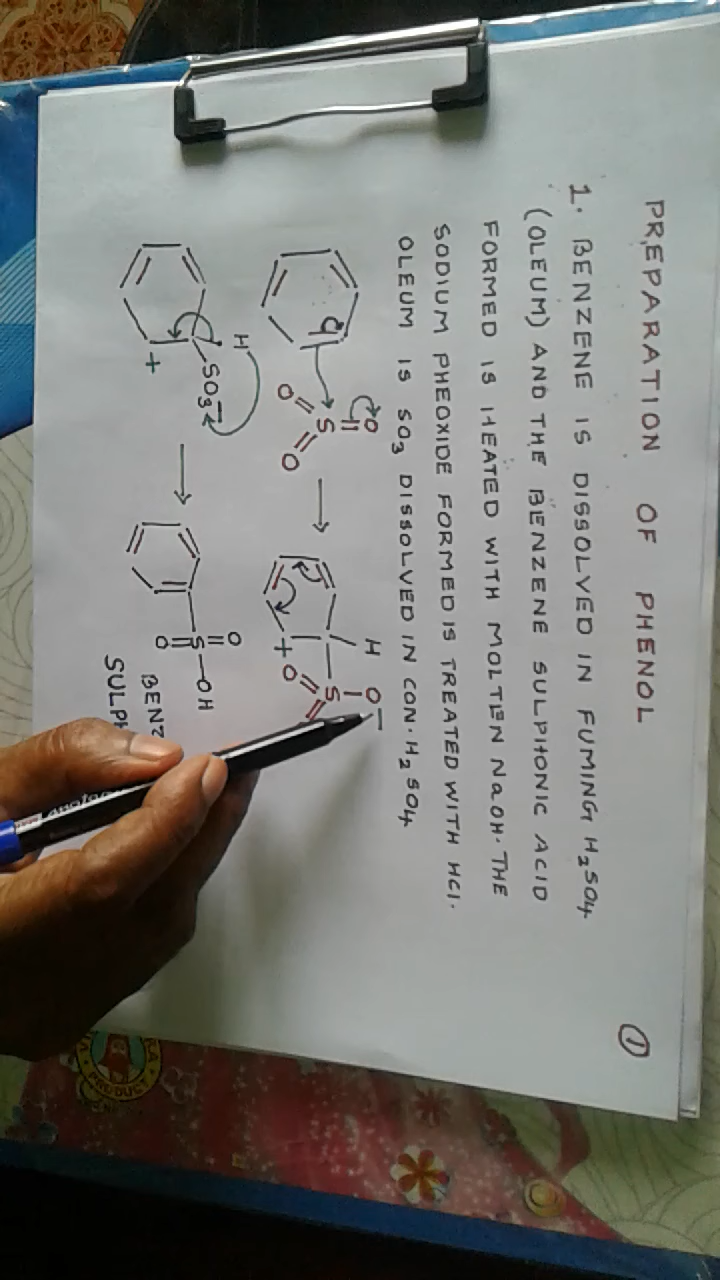 PREPARATION OF PHENOL
①
1. BENZENE IS DISSOLVED IN FUMING H₂SO₄
(OLEUM) AND THE BENZENE SULPHONIC ACID
FORMED IS HEATED WITH MOLTEN NaOH. THE
SODIUM PHEOXIDE FORMED IS TREATED WITH HCl.
OLEUM IS SO₃ DISSOLVED IN CON. H₂SO₄
O
S
O
O
H
O
S
O
+
H
SO₃
+
O
S
O
OH
BENZ
SULPH
PRODUCT